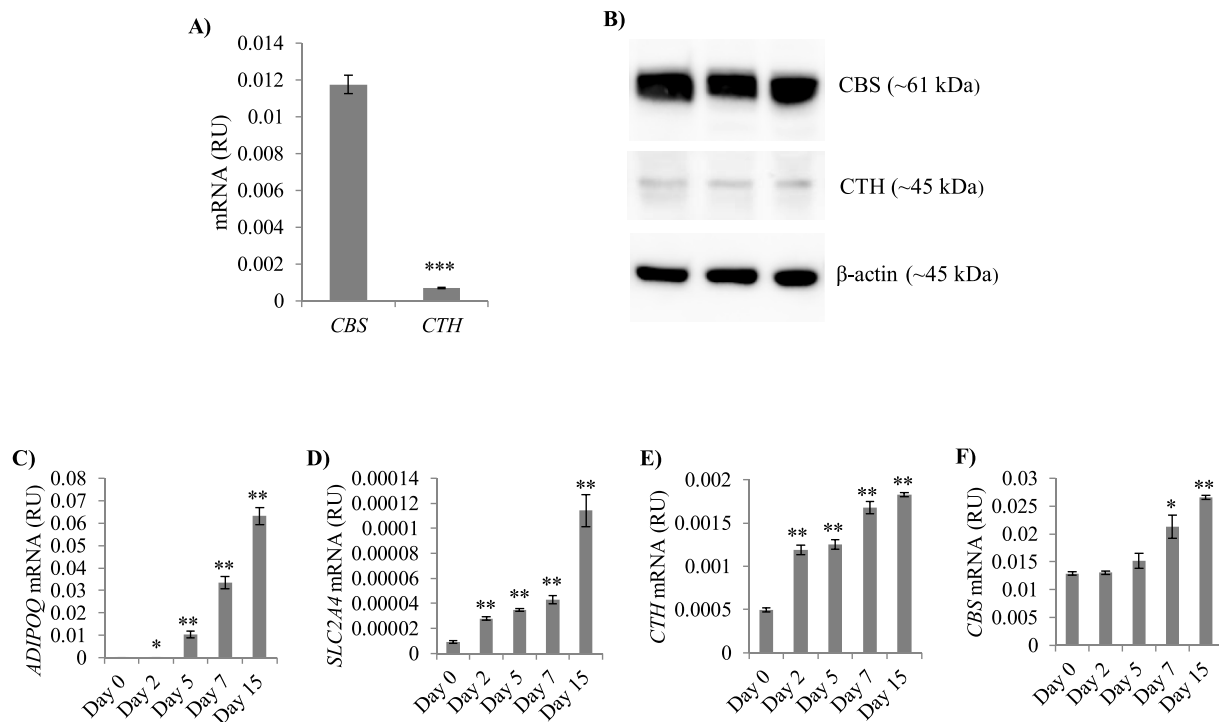 A)
mRNA (RU)
0.014
0.012
0.01
0.008
0.006
0.004
0.002
0
***
CBS
CTH
B)
CBS (~61 kDa)
CTH (~45 kDa)
β-actin (~45 kDa)
C)
ADIPOQ mRNA (RU)
0.08
0.07
0.06
0.05
0.04
0.03
0.02
0.01
0
*
**
**
**
Day 0
Day 2
Day 5
Day 7
Day 15
D)
SLC2A4 mRNA (RU)
0.00014
0.00012
0.0001
0.00008
0.00006
0.00004
0.00002
0
**
**
**
**
Day 0
Day 2
Day 5
Day 7
Day 15
E)
CTH mRNA (RU)
0.002
0.0015
0.001
0.0005
0
**
**
**
**
Day 0
Day 2
Day 5
Day 7
Day 15
F)
CBS mRNA (RU)
0.03
0.025
0.02
0.015
0.01
0.005
0
*
**
Day 0
Day 2
Day 5
Day 7
Day 15